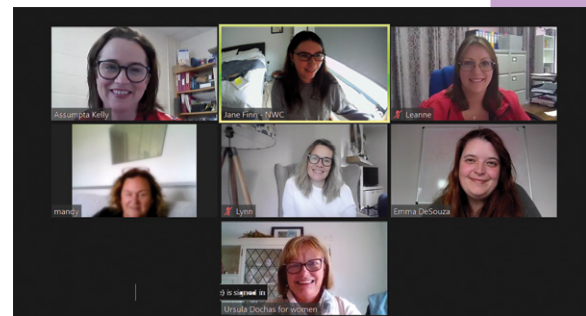 Assumpta Kelly
Jane Finn - NWC
Leanne
mandy
Lynn
Emma DeSouza
) is signed in
Ursula Dochas for women